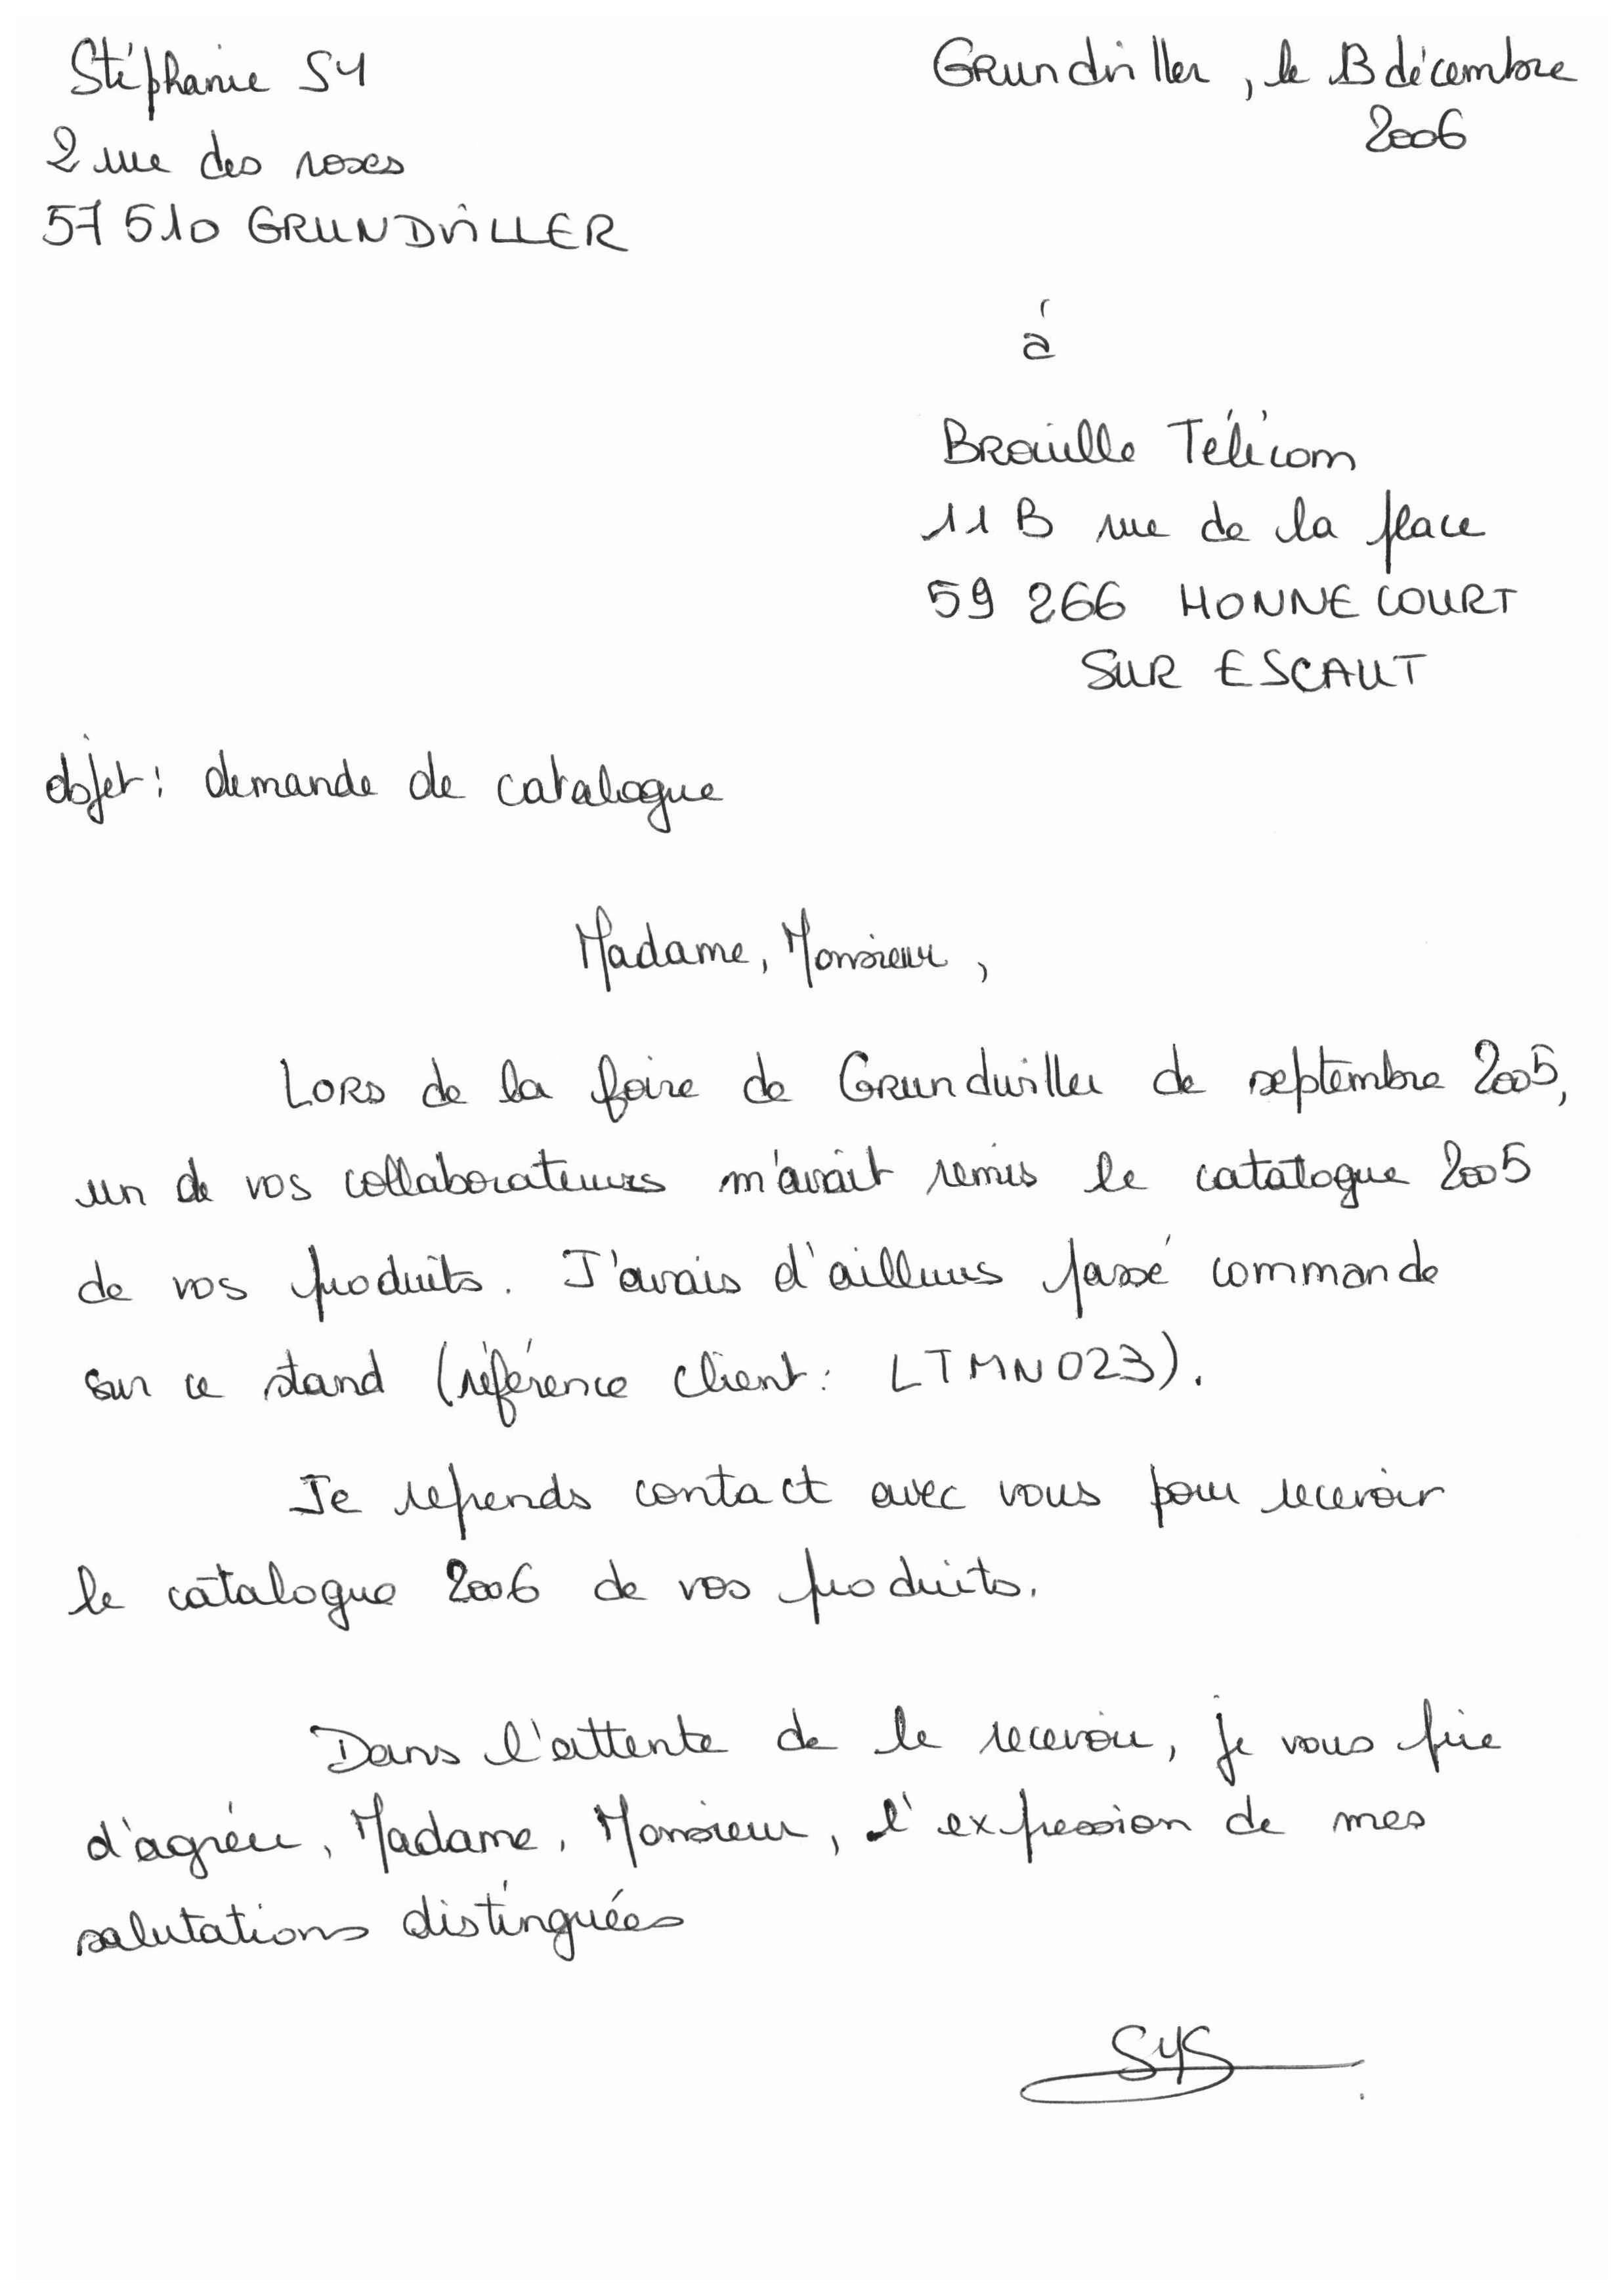 Stéphanie SY
2 rue des roses
57 510 GRUNDVILLER
Grundviller, le 13 décembre
2006
à
Brouille Télécom
11 B rue de la place
59 266 HONNECOURT
SUR ESCAUT
objet : demande de catalogue
Madame, Monsieur,
Lors de la foire de Grundwiller de septembre 2005,
un de vos collaborateurs m'avait remis le catalogue 2005
de vos produits. J'avais d'ailleurs passé commande
sur ce stand (référence client : LTMN023).
Je reprends contact avec vous pour recevoir
le catalogue 2006 de vos produits.
Dans l'attente de le recevoir, je vous prie
d'agréer, Madame, Monsieur, l'expression de mes
salutations distinguées
SyS